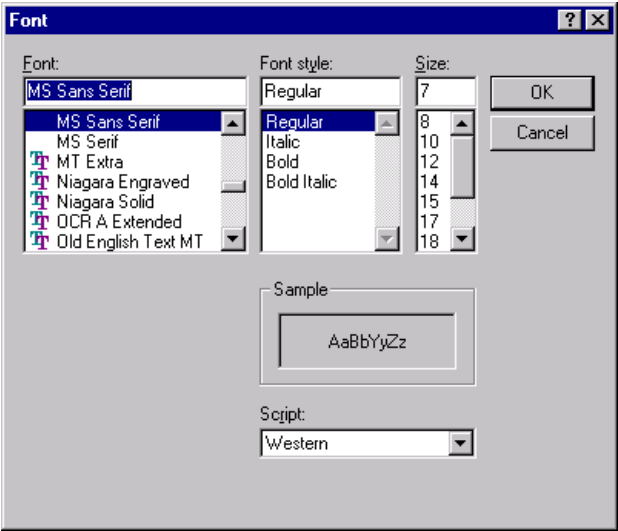 Font
Font:
MS Sans Serif
MS Sans Serif
MS Serif
MT Extra
Niagara Engraved
Niagara Solid
OCR A Extended
Old English Text MT
Font style:
Regular
Regular
Italic
Bold
Bold Italic
Size:
7
8
10
12
14
15
17
18
OK
Cancel
Sample
AaBbYyZz
Script:
Western